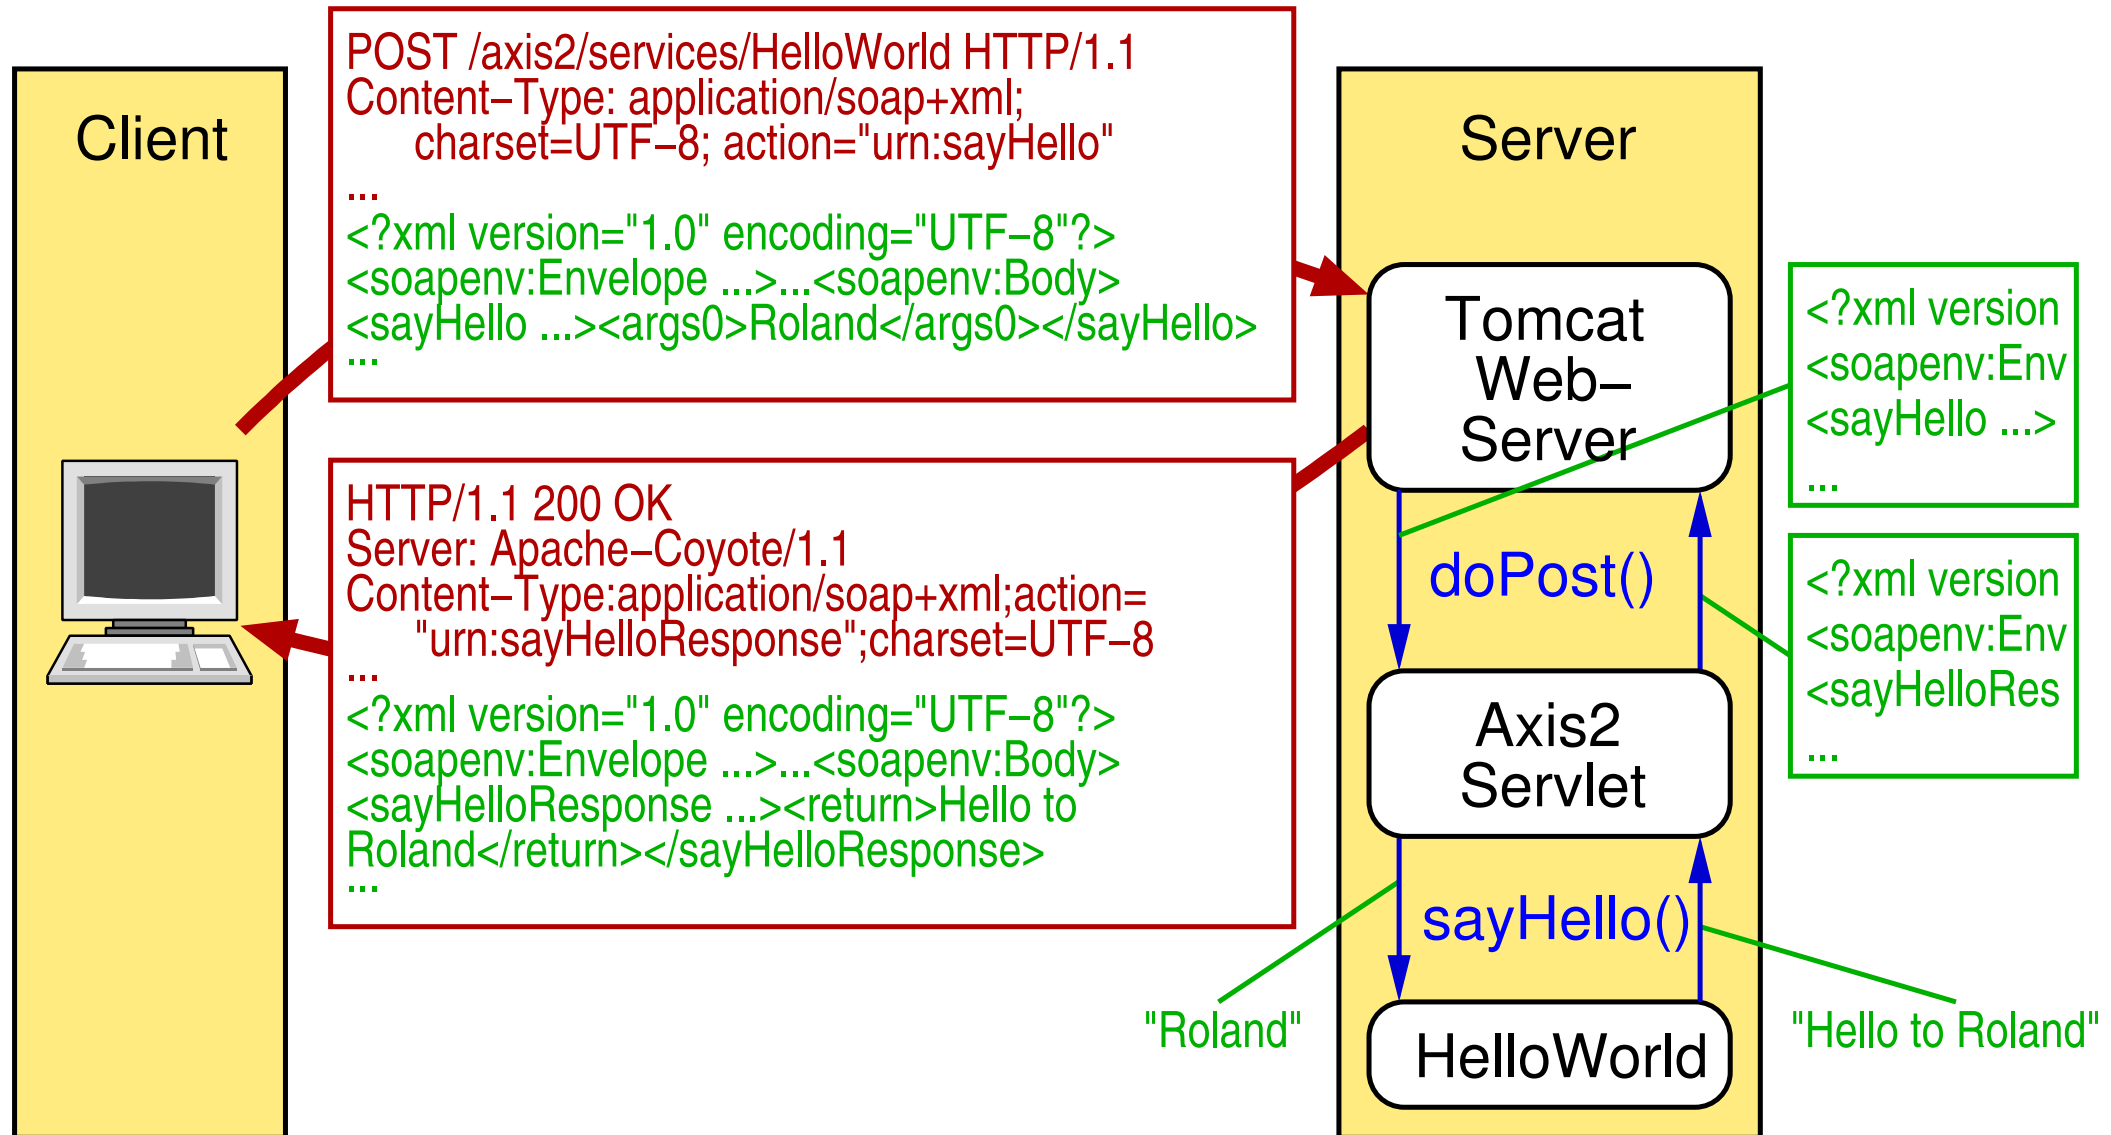 Client
POST /axis2/services/HelloWorld HTTP/1.1
Content–Type: application/soap+xml;
charset=UTF–8; action="urn:sayHello"
...
<?xml version="1.0" encoding="UTF–8"?>
<soapenv:Envelope ...>...<soapenv:Body>
<sayHello ...><args0>Roland</args0></sayHello>
...
HTTP/1.1 200 OK
Server: Apache–Coyote/1.1
Content–Type:application/soap+xml;action=
"urn:sayHelloResponse";charset=UTF–8
...
<?xml version="1.0" encoding="UTF–8"?>
<soapenv:Envelope ...>...<soapenv:Body>
<sayHelloResponse ...><return>Hello to
Roland</return></sayHelloResponse>
...
Server
Tomcat
Web–
Server
doPost()
Axis2
Servlet
sayHello()
HelloWorld
"Roland"
<?xml version
<soapenv:Env
<sayHello ...>
...
<?xml version
<soapenv:Env
<sayHelloRes
...
"Hello to Roland"